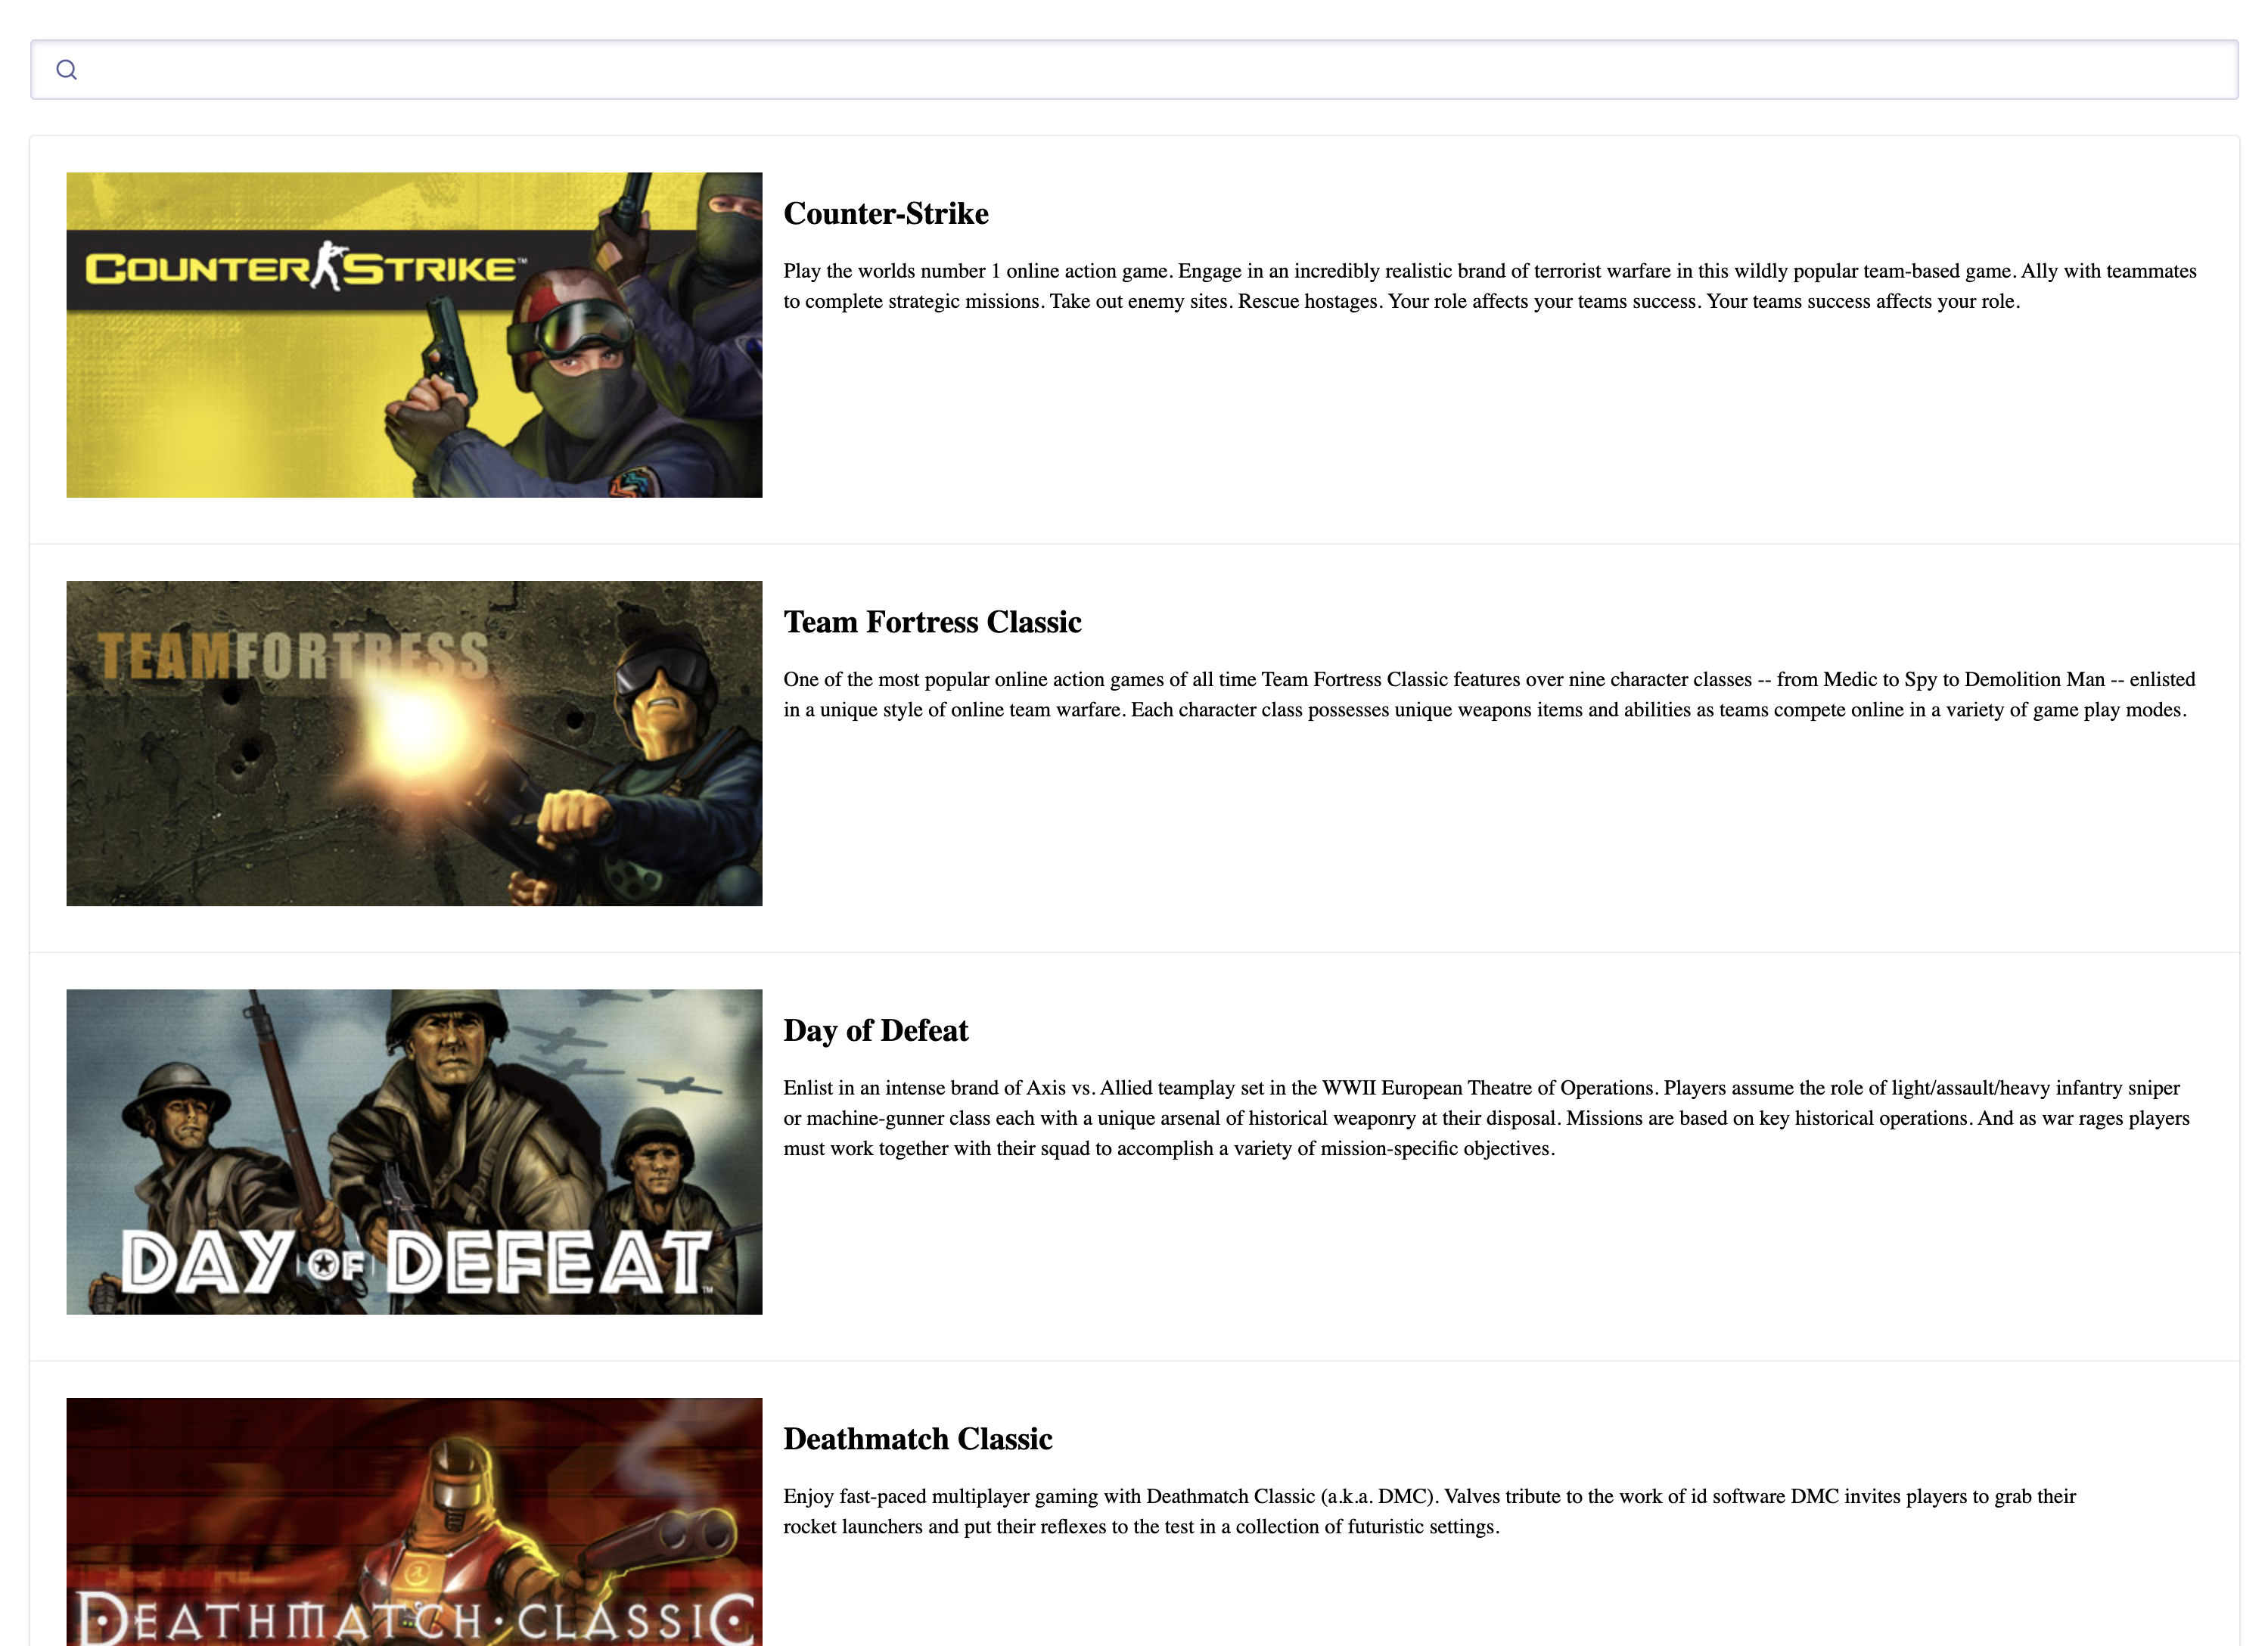 COUNTER STRIKE™
Counter-Strike
Play the worlds number 1 online action game. Engage in an incredibly realistic brand of terrorist warfare in this wildly popular team-based game. Ally with teammates
to complete strategic missions. Take out enemy sites. Rescue hostages. Your role affects your teams success. Your teams success affects your role.
TEAMFORTRESS
Team Fortress Classic
One of the most popular online action games of all time Team Fortress Classic features over nine character classes -- from Medic to Spy to Demolition Man -- enlisted
in a unique style of online team warfare. Each character class possesses unique weapons items and abilities as teams compete online in a variety of game play modes.
DAY OF DEFEAT™
Day of Defeat
Enlist in an intense brand of Axis vs. Allied teamplay set in the WWII European Theatre of Operations. Players assume the role of light/assault/heavy infantry sniper
or machine-gunner class each with a unique arsenal of historical weaponry at their disposal. Missions are based on key historical operations. And as war rages players
must work together with their squad to accomplish a variety of mission-specific objectives.
DEATHMATCH·CLASSIC
Deathmatch Classic
Enjoy fast-paced multiplayer gaming with Deathmatch Classic (a.k.a. DMC). Valves tribute to the work of id software DMC invites players to grab their
rocket launchers and put their reflexes to the test in a collection of futuristic settings.